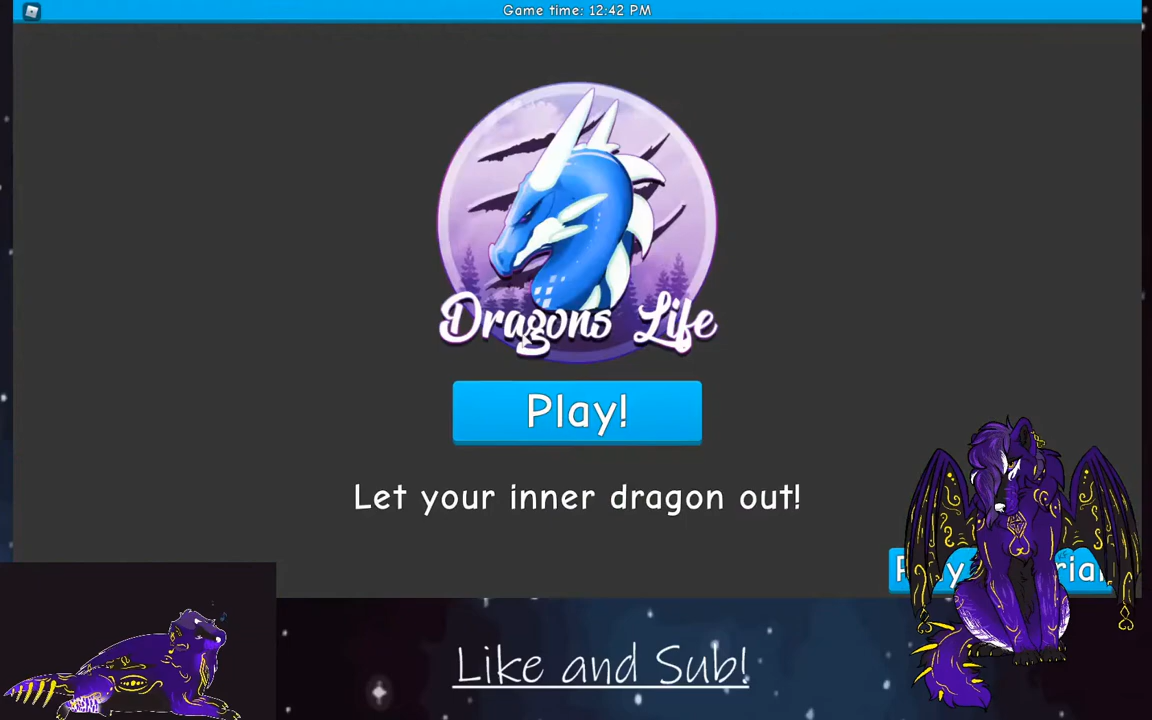 Game time: 12:42 PM
Dragons Life
Play!
Let your inner dragon out!
Like and Sub!